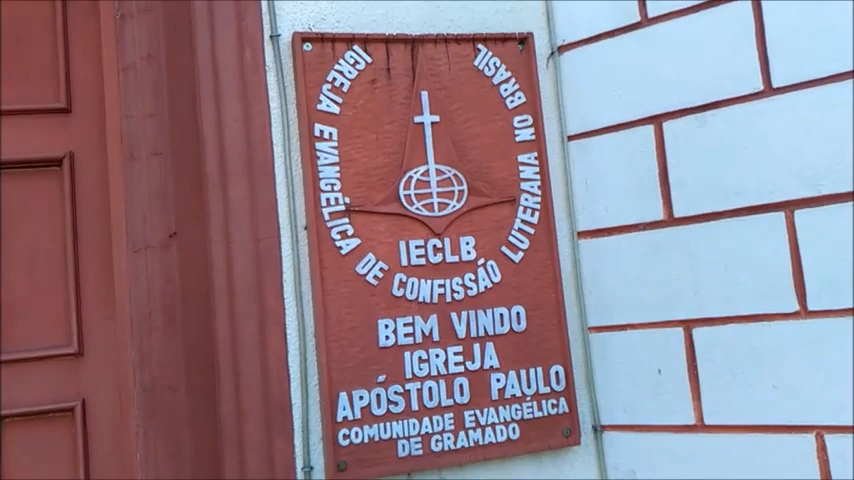 IGREJA EVANGÉLICA DE CONFISSÃO LUTERANA NO BRASIL
IECLB
BEM VINDO
IGREJA
APÓSTOLO PAULO
COMUNIDADE EVANGÉLICA
DE GRAMADO